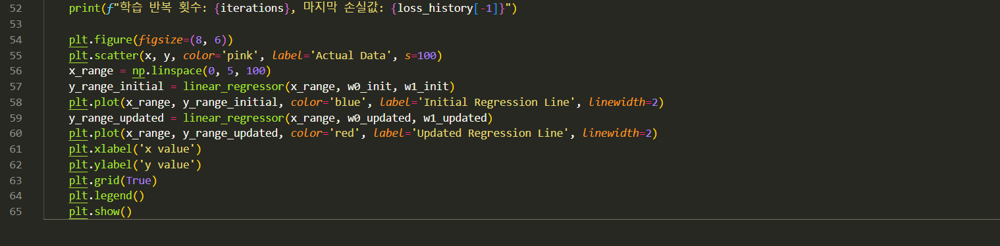 52 print(f"학습 반복 횟수: {iterations}, 마지막 손실값: {loss_history[-1]}")
53
54 plt.figure(figsize=(8, 6))
55 plt.scatter(x, y, color='pink', label='Actual Data', s=100)
56 x_range = np.linspace(0, 5, 100)
57 y_range_initial = linear_regressor(x_range, w0_init, w1_init)
58 plt.plot(x_range, y_range_initial, color='blue', label='Initial Regression Line', linewidth=2)
59 y_range_updated = linear_regressor(x_range, w0_updated, w1_updated)
60 plt.plot(x_range, y_range_updated, color='red', label='Updated Regression Line', linewidth=2)
61 plt.xlabel('x value')
62 plt.ylabel('y value')
63 plt.grid(True)
64 plt.legend()
65 plt.show()